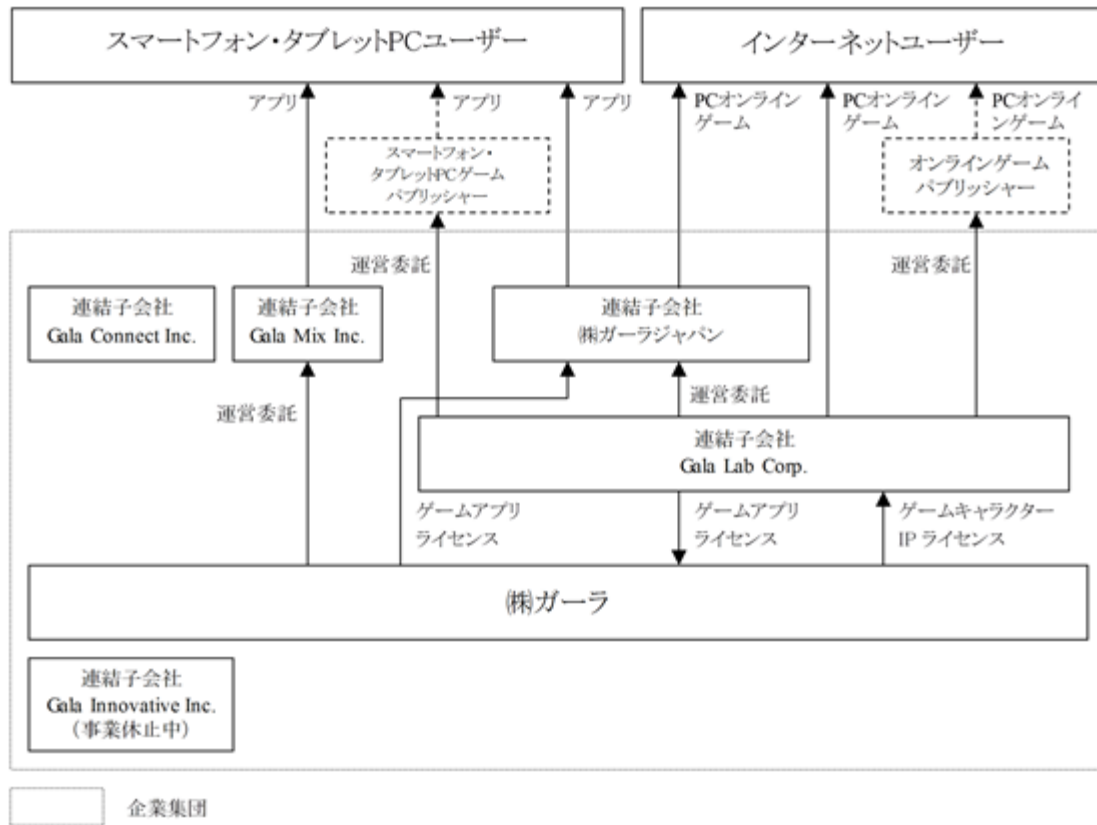 スマートフォン・タブレットPCユーザー
インターネットユーザー
アプリ
アプリ
アプリ
PCオンライン
ゲーム
PCオンライン
ゲーム
PCオンライ
ンゲーム
スマートフォン・
タブレットPCゲーム
パブリッシャー
オンラインゲーム
パブリッシャー
運営委託
運営委託
連結子会社
Gala Connect Inc.
連結子会社
Gala Mix Inc.
連結子会社
㈱ガーラジャパン
運営委託
運営委託
連結子会社
Gala Lab Corp.
ゲームアプリ
ライセンス
ゲームアプリ
ライセンス
ゲームキャラクター
IP ライセンス
㈱ガーラ
連結子会社
Gala Innovative Inc.
（事業休止中）
企業集団